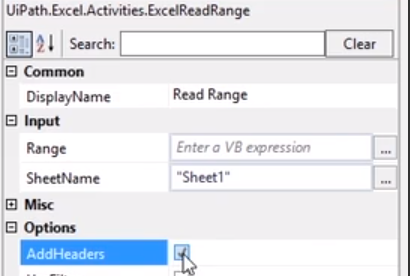 UiPath.Excel.Activities.ExcelReadRange
Search: Clear
Common
DisplayName Read Range
Input
Range Enter a VB expression ...
SheetName "Sheet1" ...
Misc
Options
AddHeaders